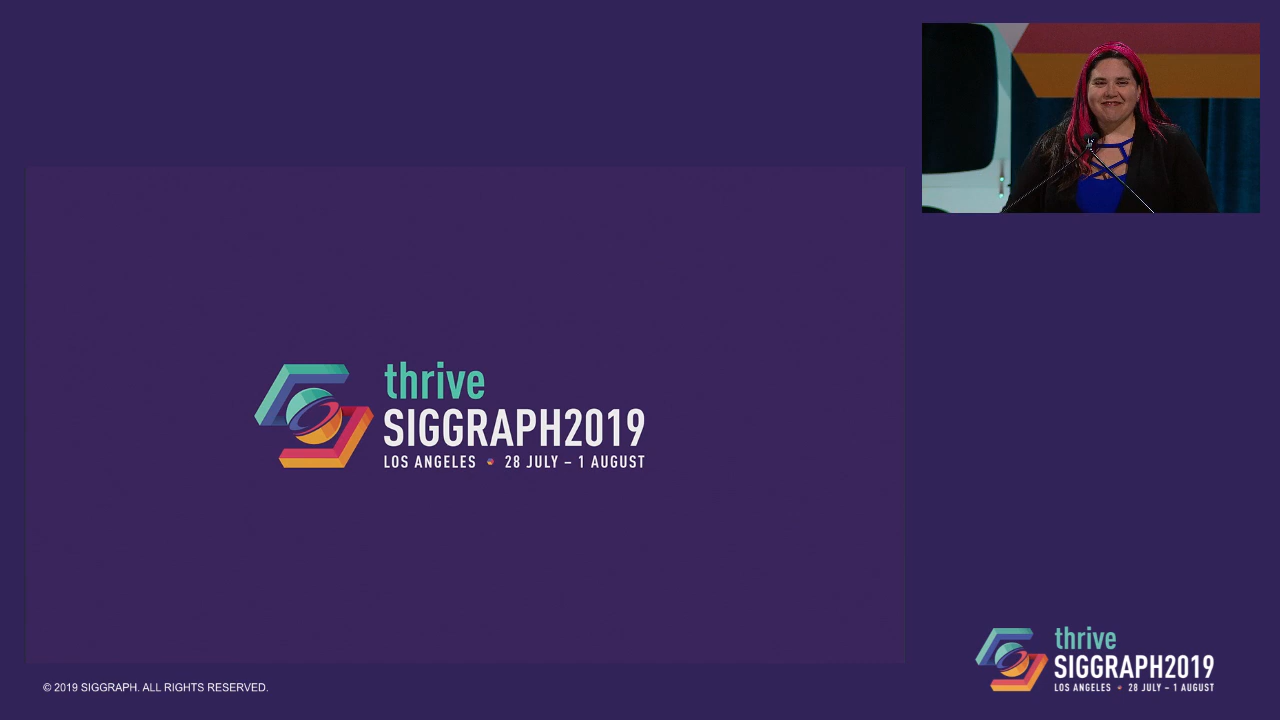 thrive
SIGGRAPH2019
LOS ANGELES • 28 JULY – 1 AUGUST
© 2019 SIGGRAPH. ALL RIGHTS RESERVED.
thrive
SIGGRAPH2019
LOS ANGELES • 28 JULY – 1 AUGUST